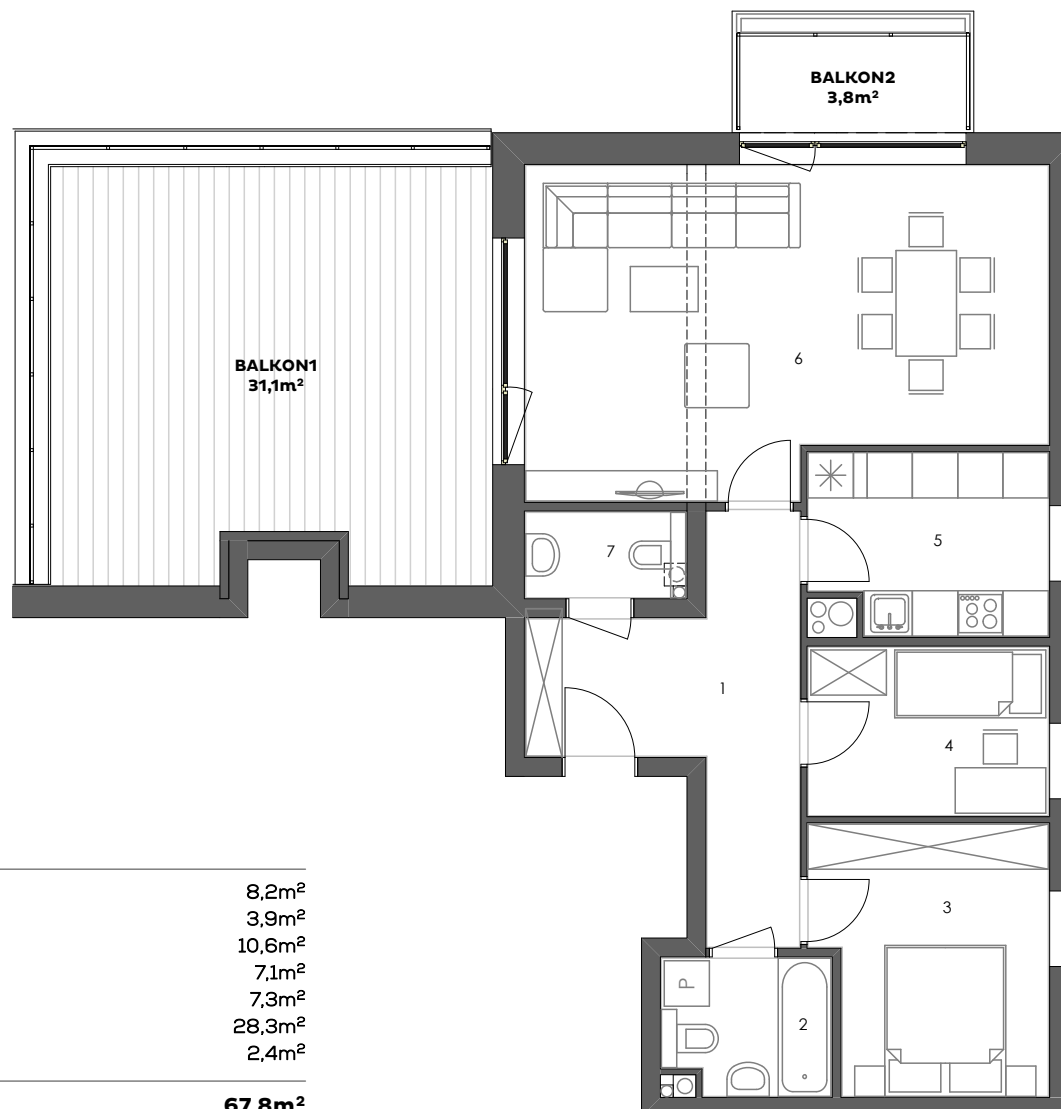 BALKON2
3,8m²
BALKON1
31,1m²
6
5
7
1
4
3
P
2
8,2m²
3,9m²
10,6m²
7,1m²
7,3m²
28,3m²
2,4m²
67,8m²